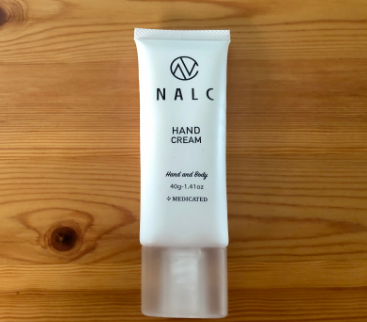 NALC
HAND
CREAM
Hand and Body
40g-1.41oz
+ MEDICATED